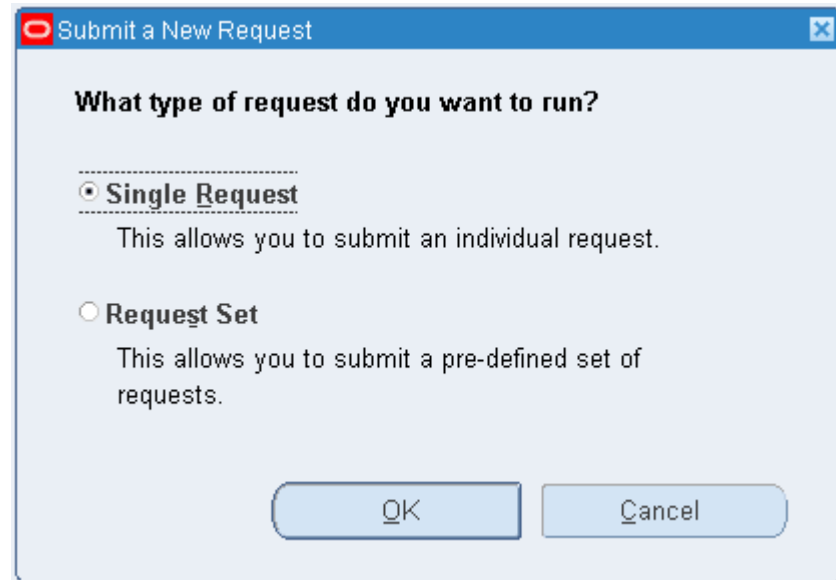 Submit a New Request
What type of request do you want to run?
Single Request
This allows you to submit an individual request.
Request Set
This allows you to submit a pre-defined set of
requests.
OK Cancel